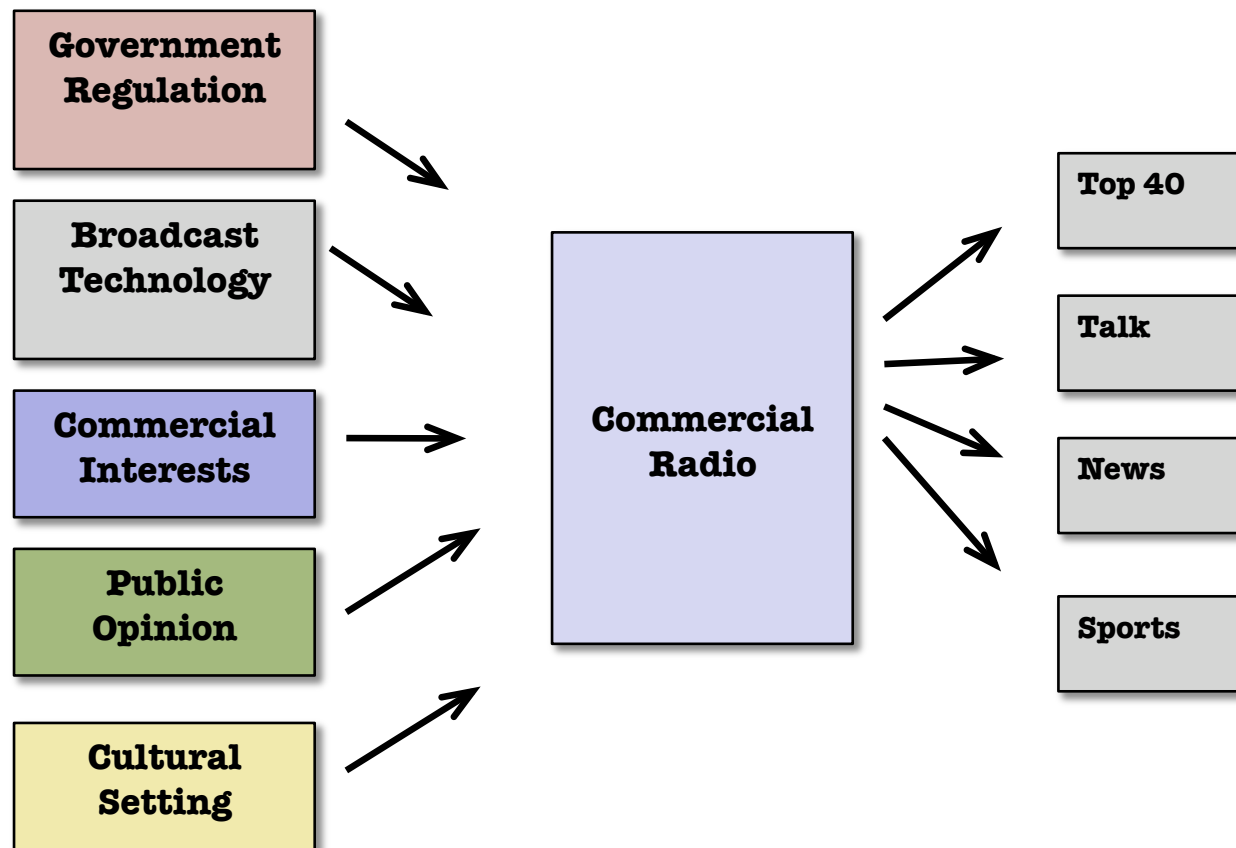 Government
Regulation
Broadcast
Technology
Commercial
Interests
Public
Opinion
Cultural
Setting
Commercial
Radio
Top 40
Talk
News
Sports